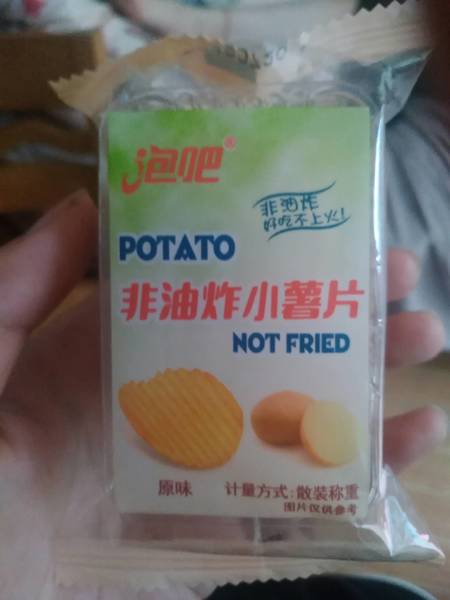 泡吧®
非油炸
好吃不上火!
POTATO
非油炸小薯片
NOT FRIED
原味
计量方式:散装称重
图片仅供参考